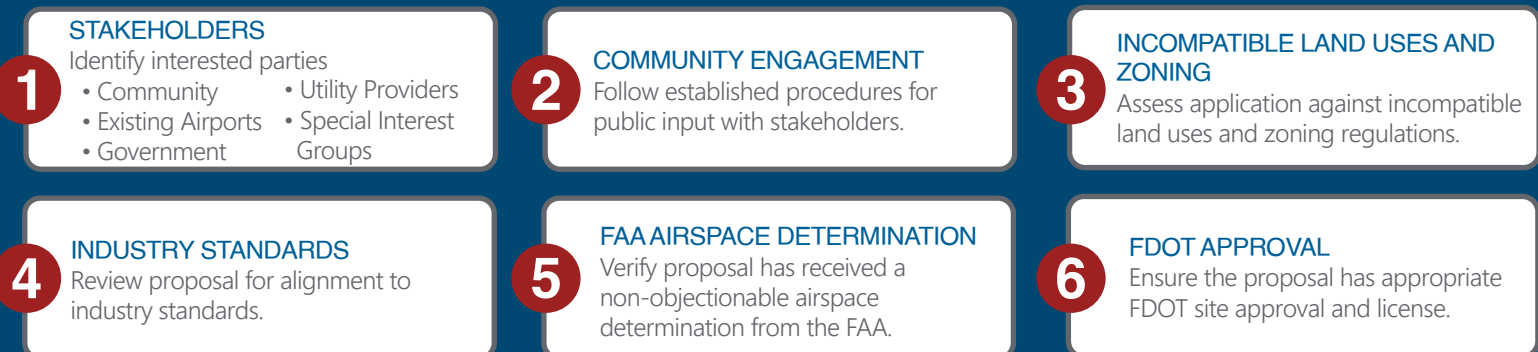 1
STAKEHOLDERS
Identify interested parties
• Community
• Existing Airports
• Government
• Utility Providers
• Special Interest
Groups
2
COMMUNITY ENGAGEMENT
Follow established procedures for
public input with stakeholders.
3
INCOMPATIBLE LAND USES AND
ZONING
Assess application against incompatible
land uses and zoning regulations.
4
INDUSTRY STANDARDS
Review proposal for alignment to
industry standards.
5
FAA AIRSPACE DETERMINATION
Verify proposal has received a
non-objectionable airspace
determination from the FAA.
6
FDOT APPROVAL
Ensure the proposal has appropriate
FDOT site approval and license.